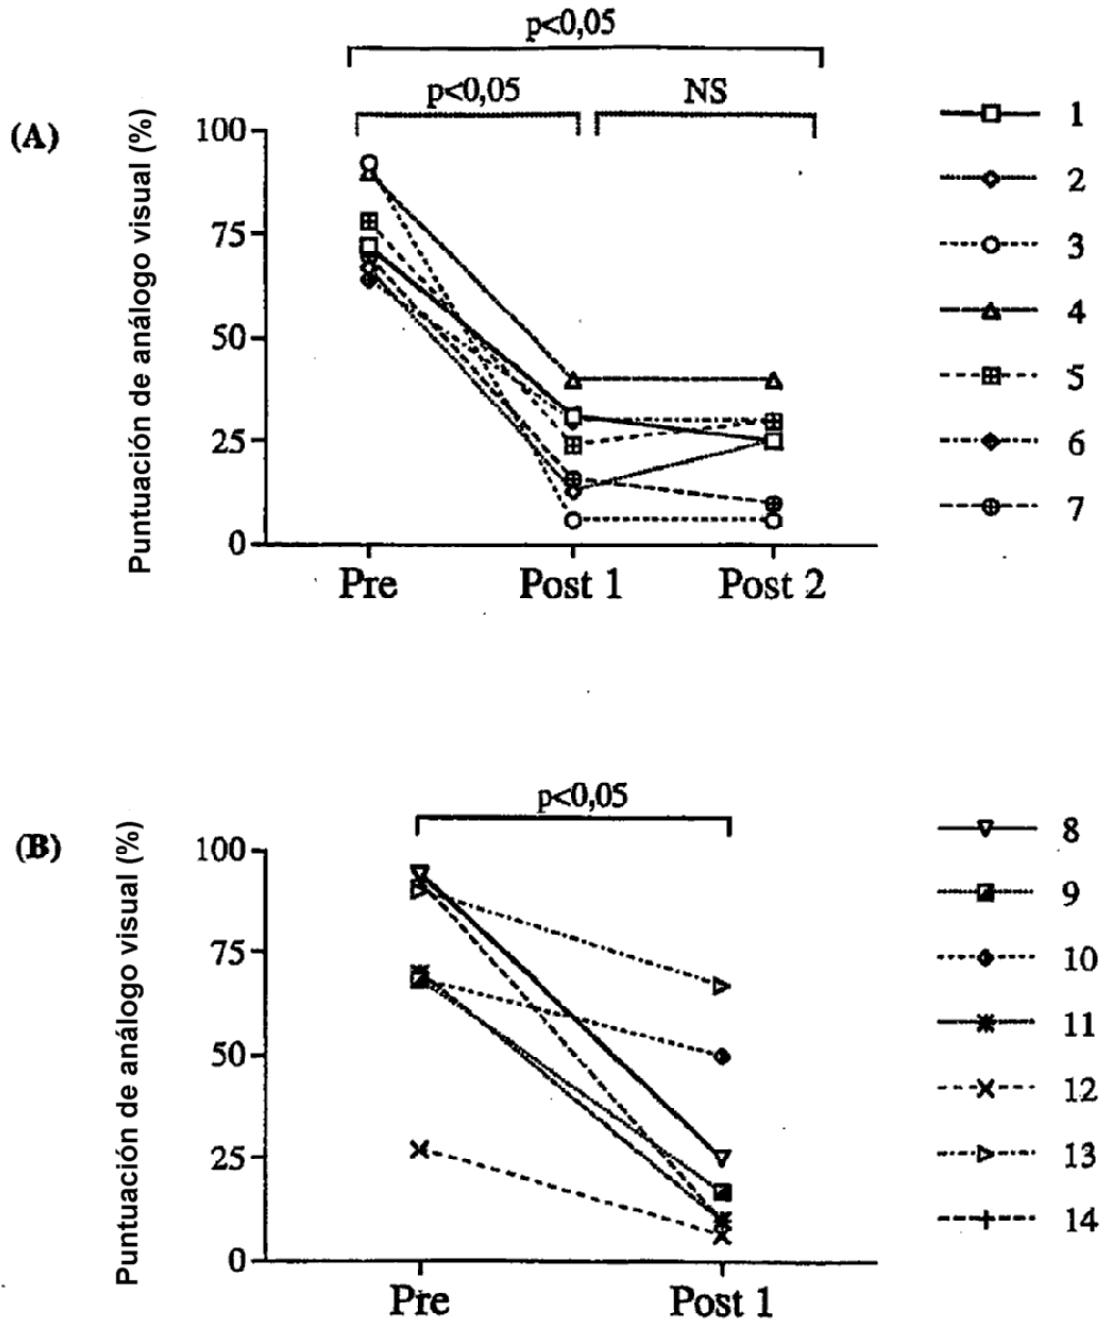 p<0,05
p<0,05 NS
(A)
Puntuación de análogo visual (%)
100
75
50
25
0
Pre Post 1 Post 2
1
2
3
4
5
6
7
p<0,05
(B)
Puntuación de análogo visual (%)
100
75
50
25
0
Pre Post 1
8
9
10
11
12
13
14